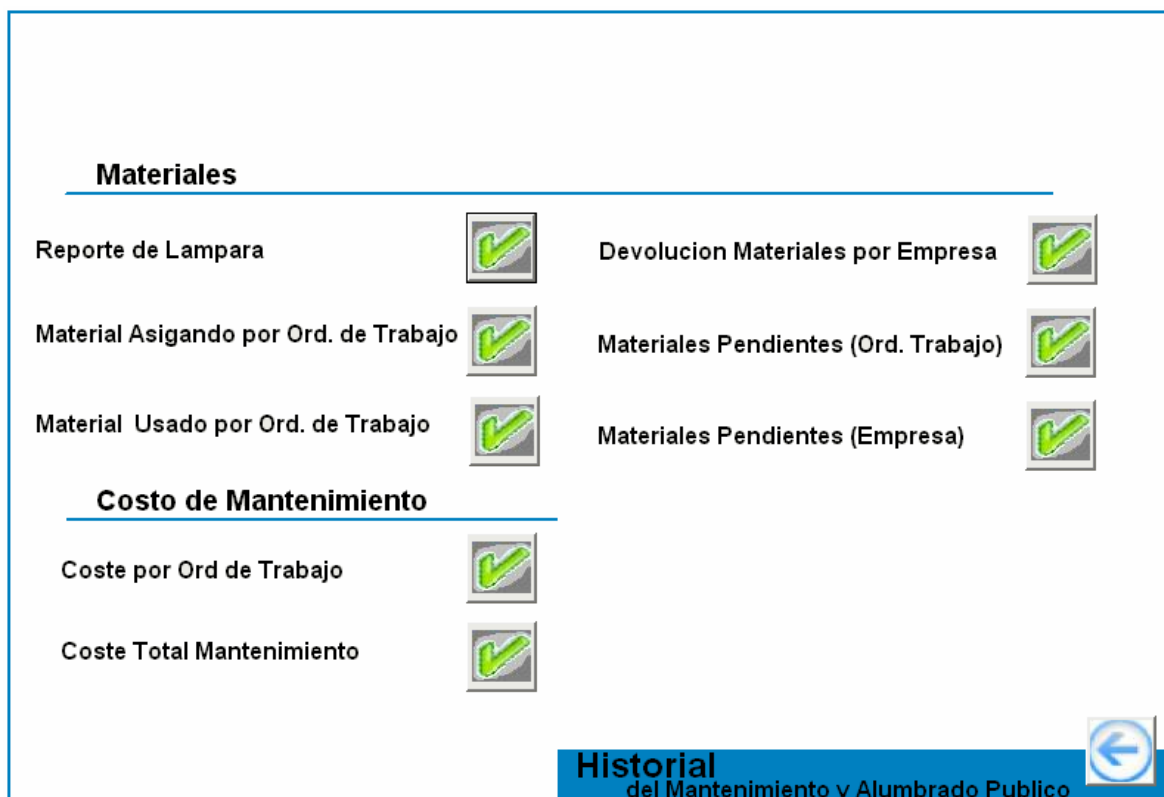 Materiales
Reporte de Lampara
Devolucion Materiales por Empresa
Material Asigando por Ord. de Trabajo
Materiales Pendientes (Ord. Trabajo)
Material Usado por Ord. de Trabajo
Materiales Pendientes (Empresa)
Costo de Mantenimiento
Coste por Ord de Trabajo
Coste Total Mantenimiento
Historial
del Mantenimiento y Alumbrado Publico